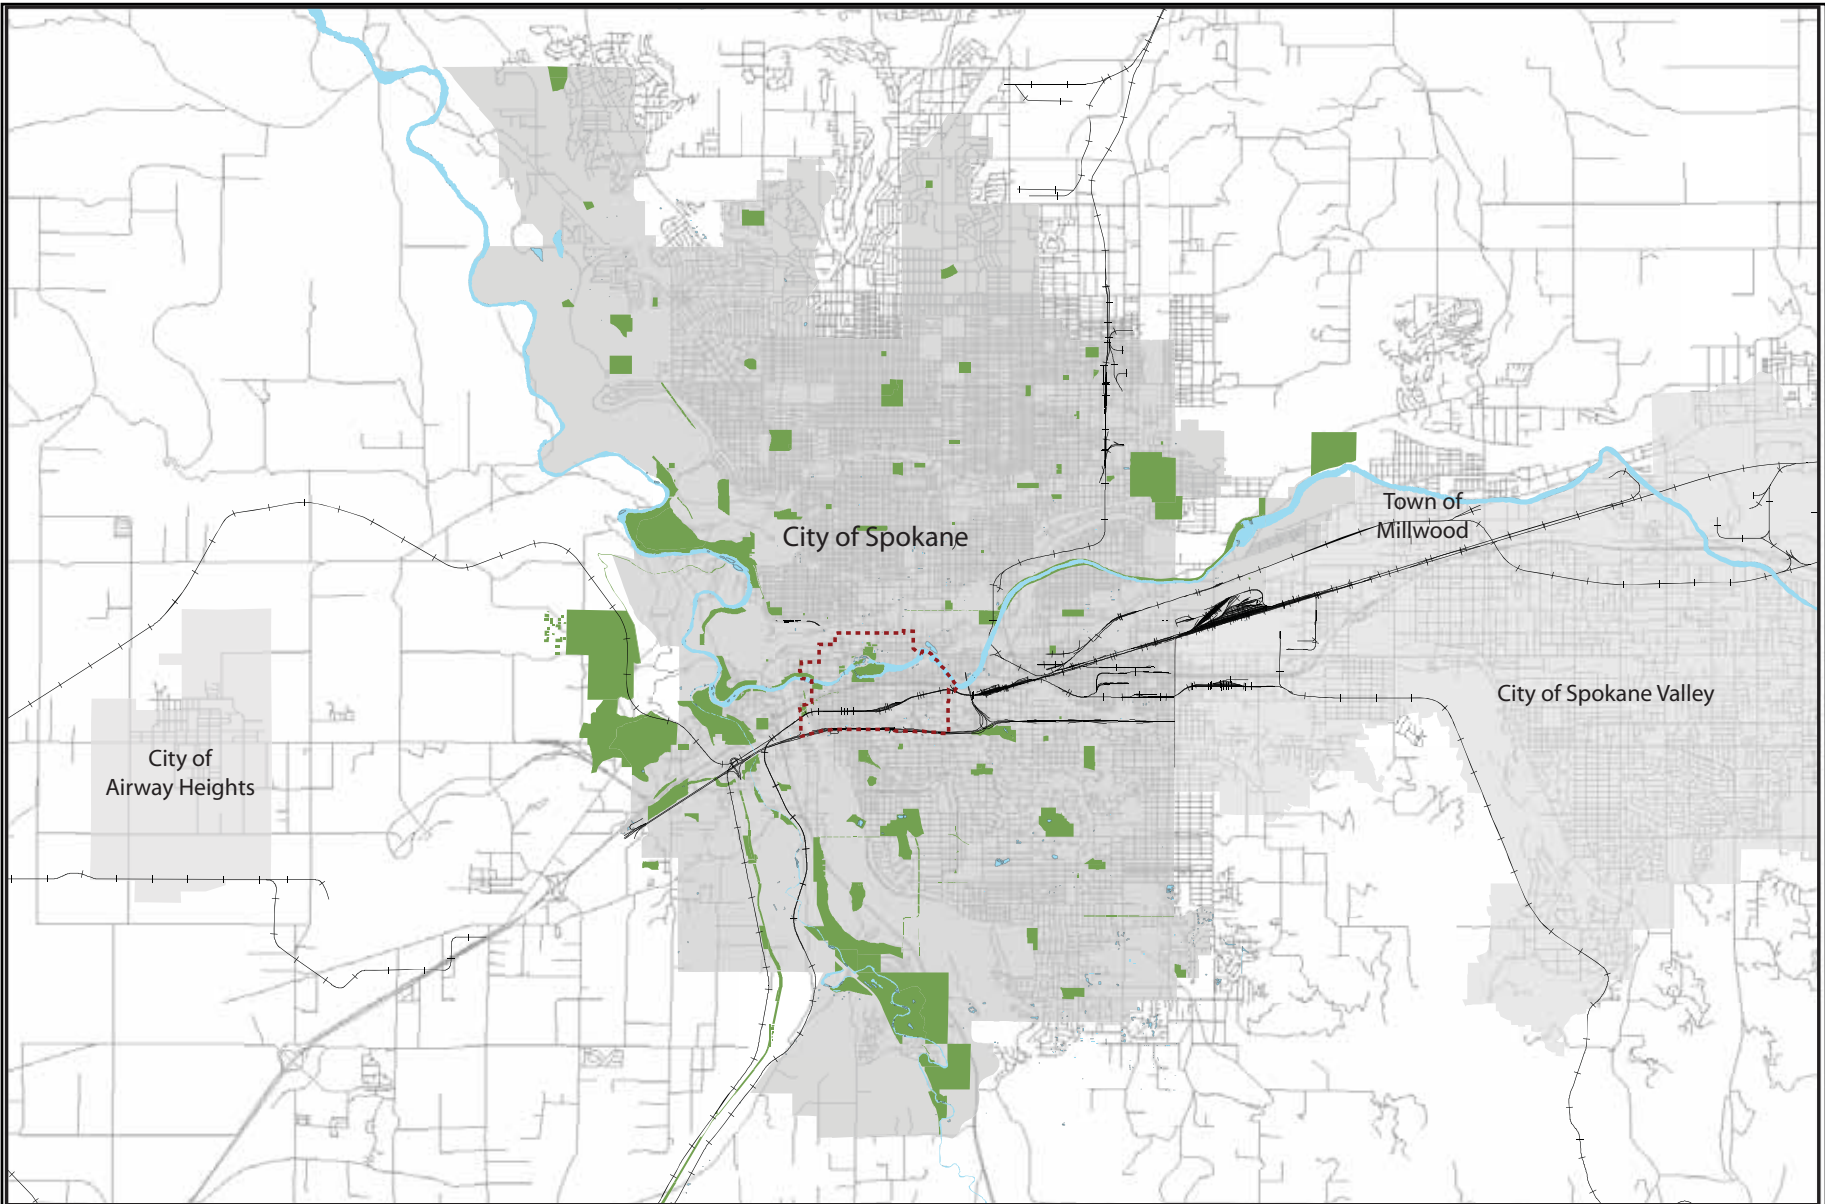 City of Spokane
Town of
Millwood
City of Spokane Valley
City of
Airway Heights